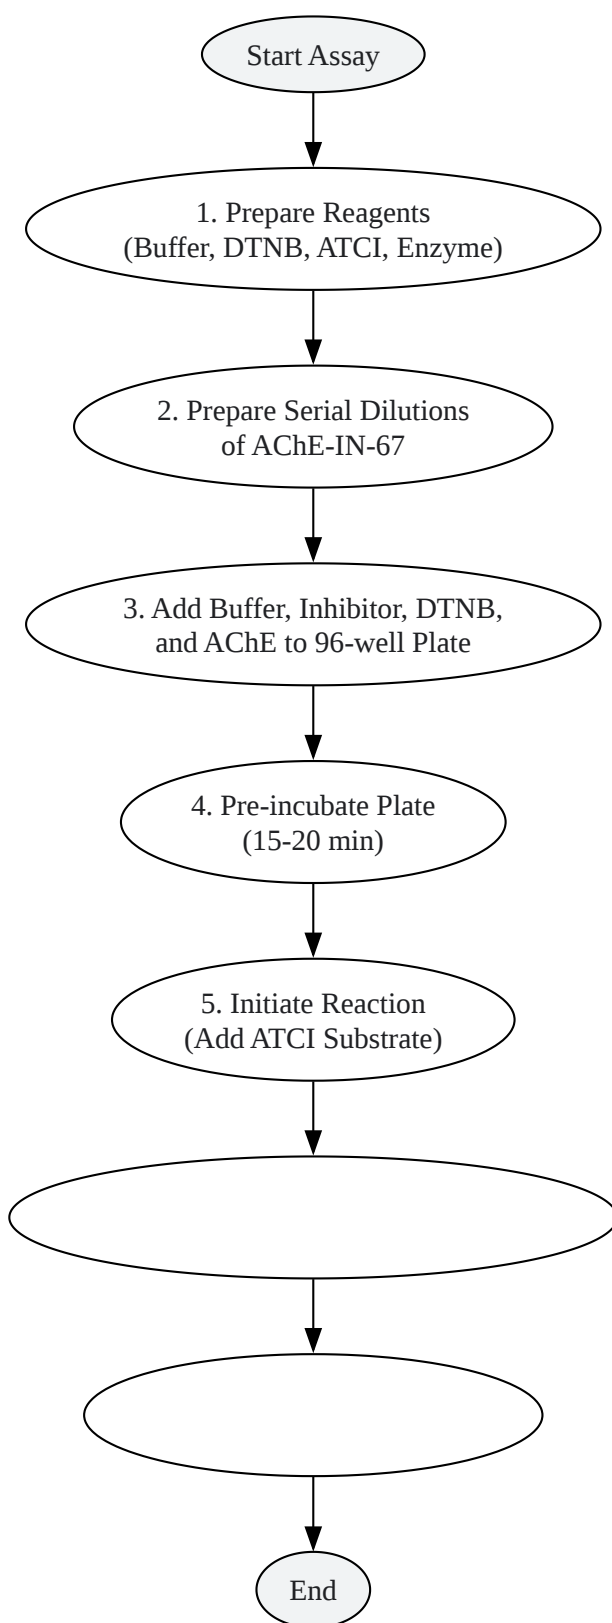 Start Assay
1. Prepare Reagents
(Buffer, DTNB, ATCI, Enzyme)
2. Prepare Serial Dilutions
of AChE-IN-67
3. Add Buffer, Inhibitor, DTNB,
and AChE to 96-well Plate
4. Pre-incubate Plate
(15-20 min)
5. Initiate Reaction
(Add ATCI Substrate)
End